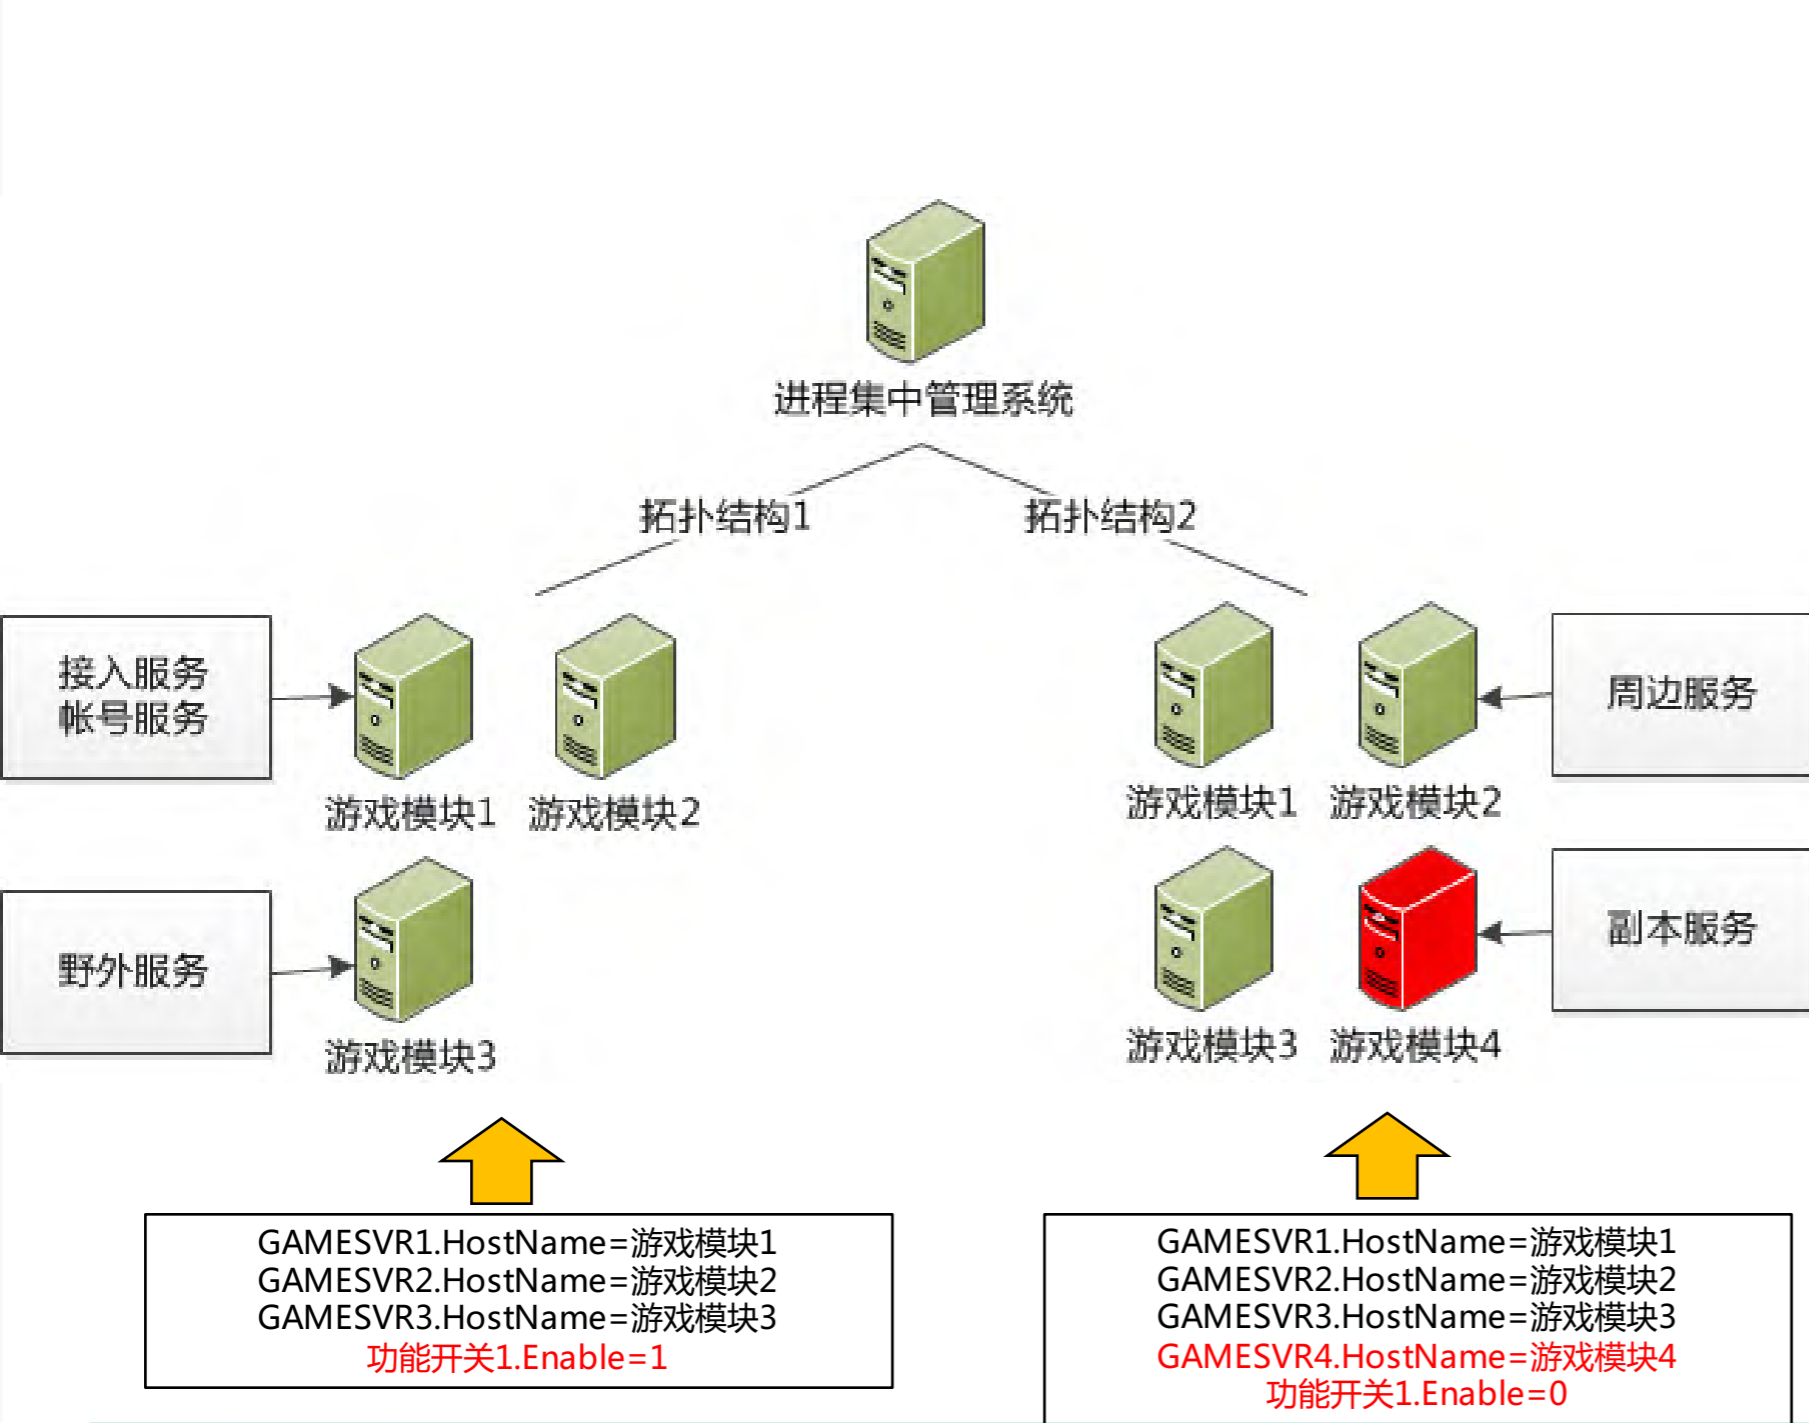 进程集中管理系统
拓扑结构1
拓扑结构2
接入服务
帐号服务
游戏模块1
游戏模块2
野外服务
游戏模块3
游戏模块1
游戏模块2
周边服务
游戏模块3
游戏模块4
副本服务
GAMESVR1.HostName=游戏模块1
GAMESVR2.HostName=游戏模块2
GAMESVR3.HostName=游戏模块3
功能开关1.Enable=1
GAMESVR1.HostName=游戏模块1
GAMESVR2.HostName=游戏模块2
GAMESVR3.HostName=游戏模块3
GAMESVR4.HostName=游戏模块4
功能开关1.Enable=0